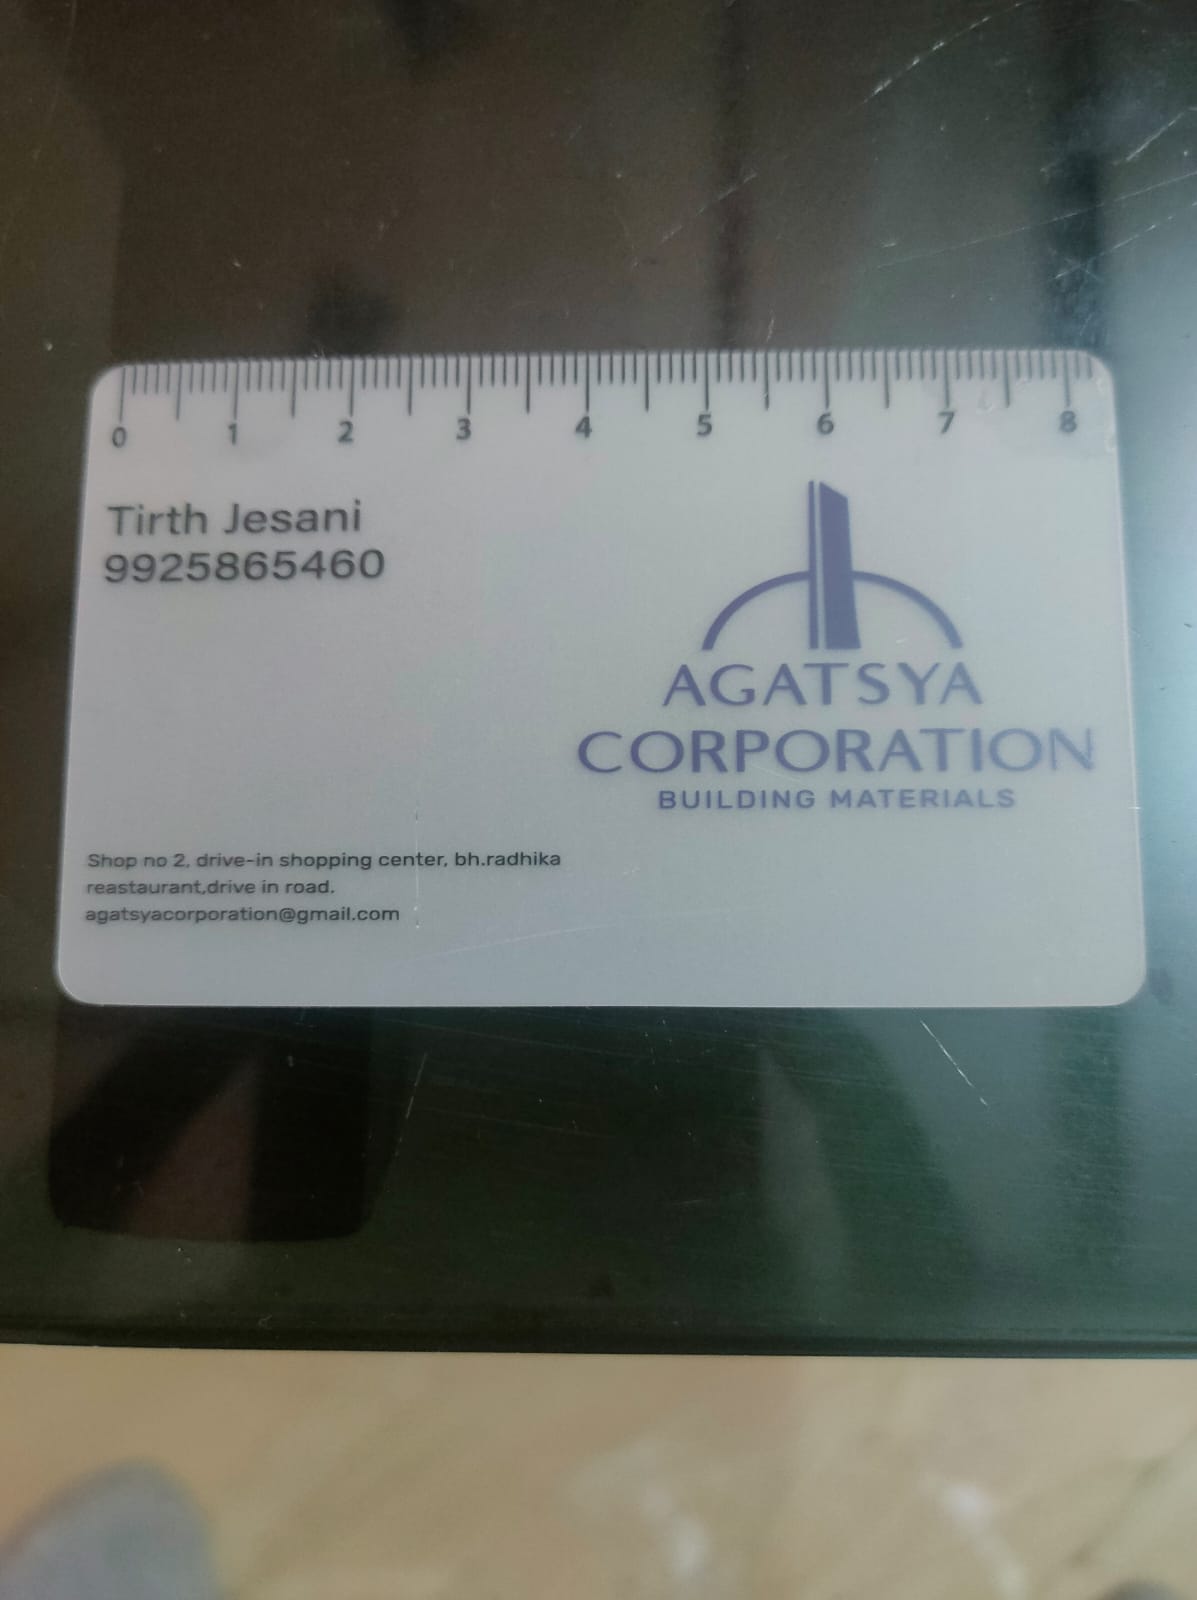 0 1 2 3 4 5 6 7 8
Tirth Jesani
9925865460
AGATSYA
CORPORATION
BUILDING MATERIALS
Shop no 2, drive-in shopping center, bh.radhika
reastaurant,drive in road.
agatsyacorporation@gmail.com